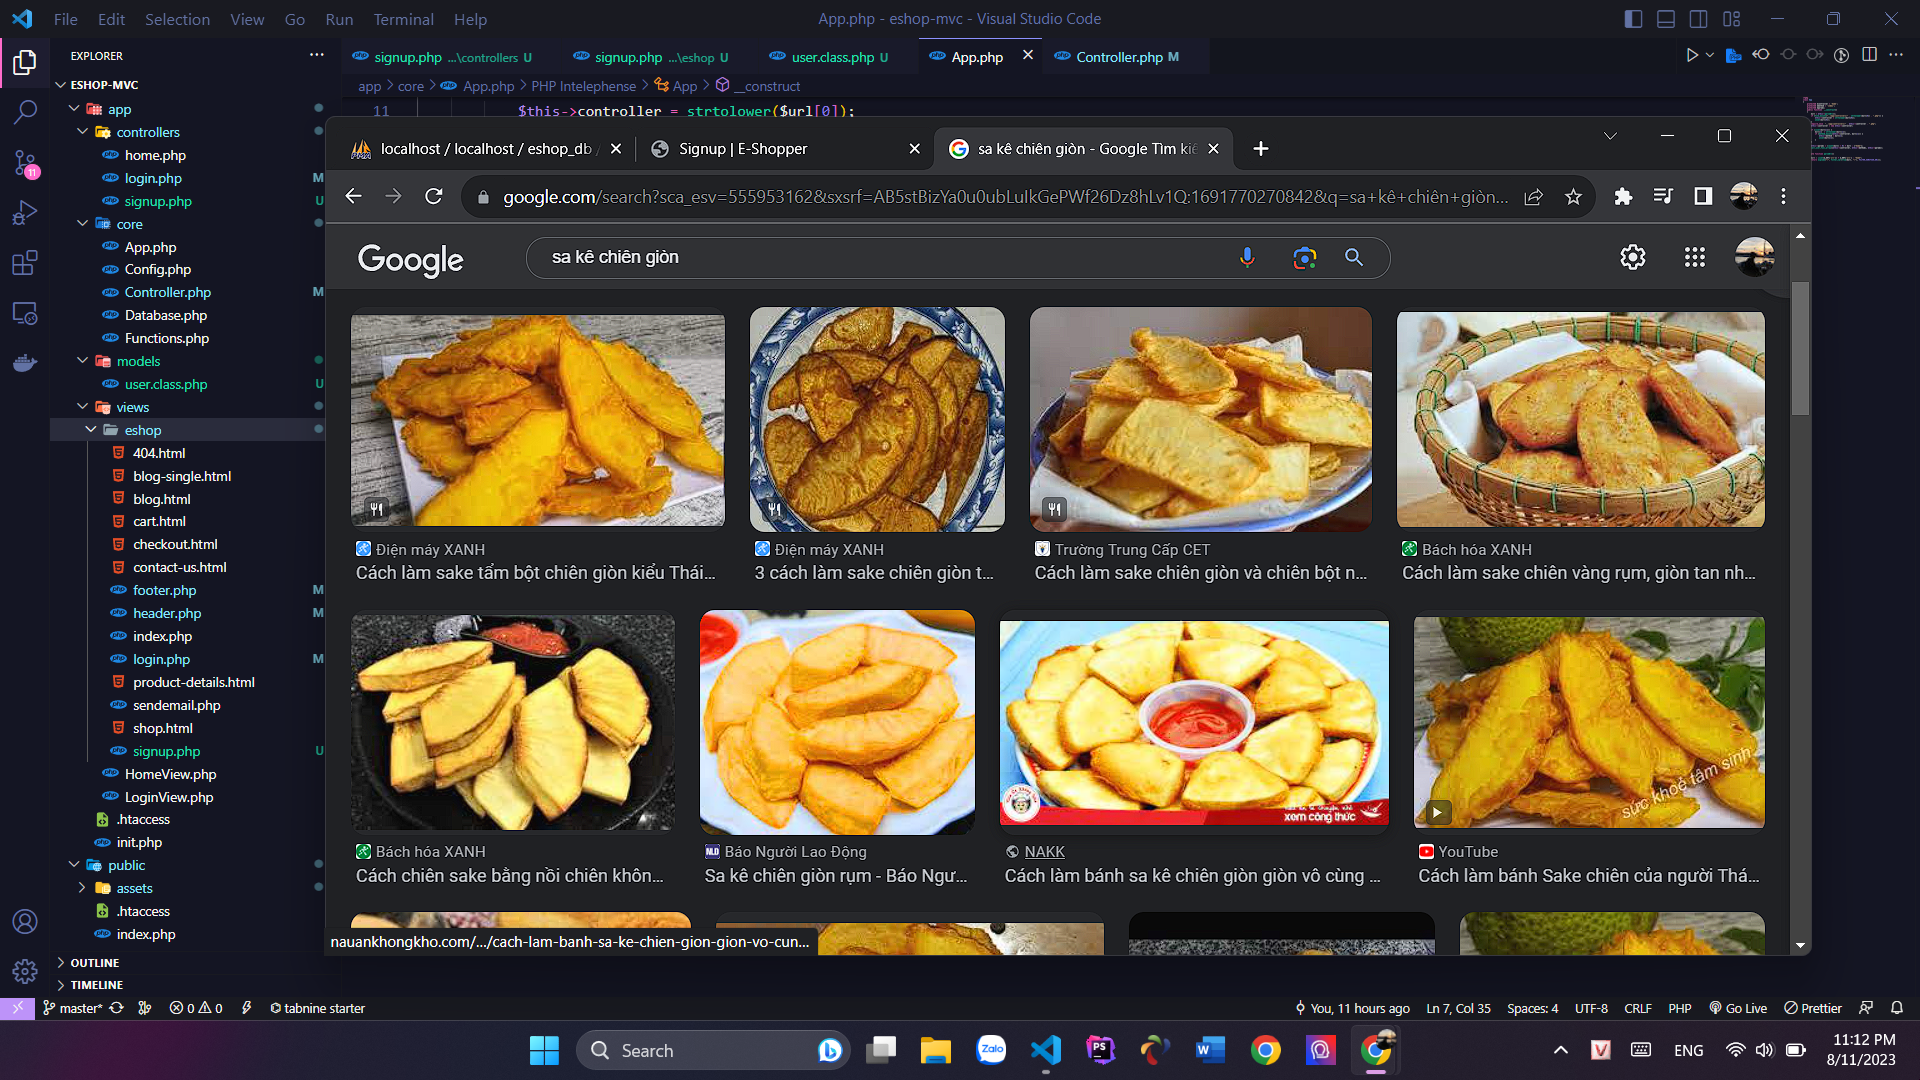 File Edit Selection View Go Run Terminal Help
App.php - eshop-mvc - Visual Studio Code
EXPLORER
signup.php ...\controllers U
signup.php ...\eshop U
user.class.php U
App.php
Controller.php M
app > core > App.php > PHP Intelephense > App > __construct
11 $this->controller = strtolower($url[0]);
ESHOP-MVC
app
controllers
home.php
login.php M
signup.php U
core
App.php
Config.php
Controller.php M
Database.php
Functions.php
models
user.class.php U
views
eshop
404.html
blog-single.html
blog.html
cart.html
checkout.html
contact-us.html
footer.php M
header.php M
index.php
login.php M
product-details.html
sendemail.php
shop.html
signup.php U
HomeView.php
LoginView.php
.htaccess
init.php
public
assets
.htaccess
index.php
OUTLINE
TIMELINE
11
localhost / localhost / eshop_db /
Signup | E-Shopper
sa kê chiên giòn - Google Tìm kiế
google.com/search?sca_esv=555953162&sxsrf=AB5stBizYa0u0ubLuIkGePWf26Dz8hLv1Q:1691770270842&q=sa+kê+chiên+giòn...
Google
sa kê chiên giòn
Điện máy XANH
Cách làm sake tẩm bột chiên giòn kiểu Thái...
Điện máy XANH
3 cách làm sake chiên giòn t...
Trường Trung Cấp CET
Cách làm sake chiên giòn và chiên bột n...
Bách hóa XANH
Cách làm sake chiên vàng rụm, giòn tan nh...
xem công thức
sức khoẻ tâm sinh
Bách hóa XANH
Cách chiên sake bằng nồi chiên khôn...
NLD Báo Người Lao Động
Sa kê chiên giòn rụm - Báo Ngư...
NAKK
Cách làm bánh sa kê chiên giòn giòn vô cùng ...
YouTube
Cách làm bánh Sake chiên của người Thá...
nauankhongkho.com/.../cach-lam-banh-sa-ke-chien-gion-gion-vo-cun...
master* 0 0 tabnine starter
You, 11 hours ago Ln 7, Col 35 Spaces: 4 UTF-8 CRLF PHP Go Live Prettier
Search
Zalo
PS
W
V
ENG
11:12 PM
8/11/2023